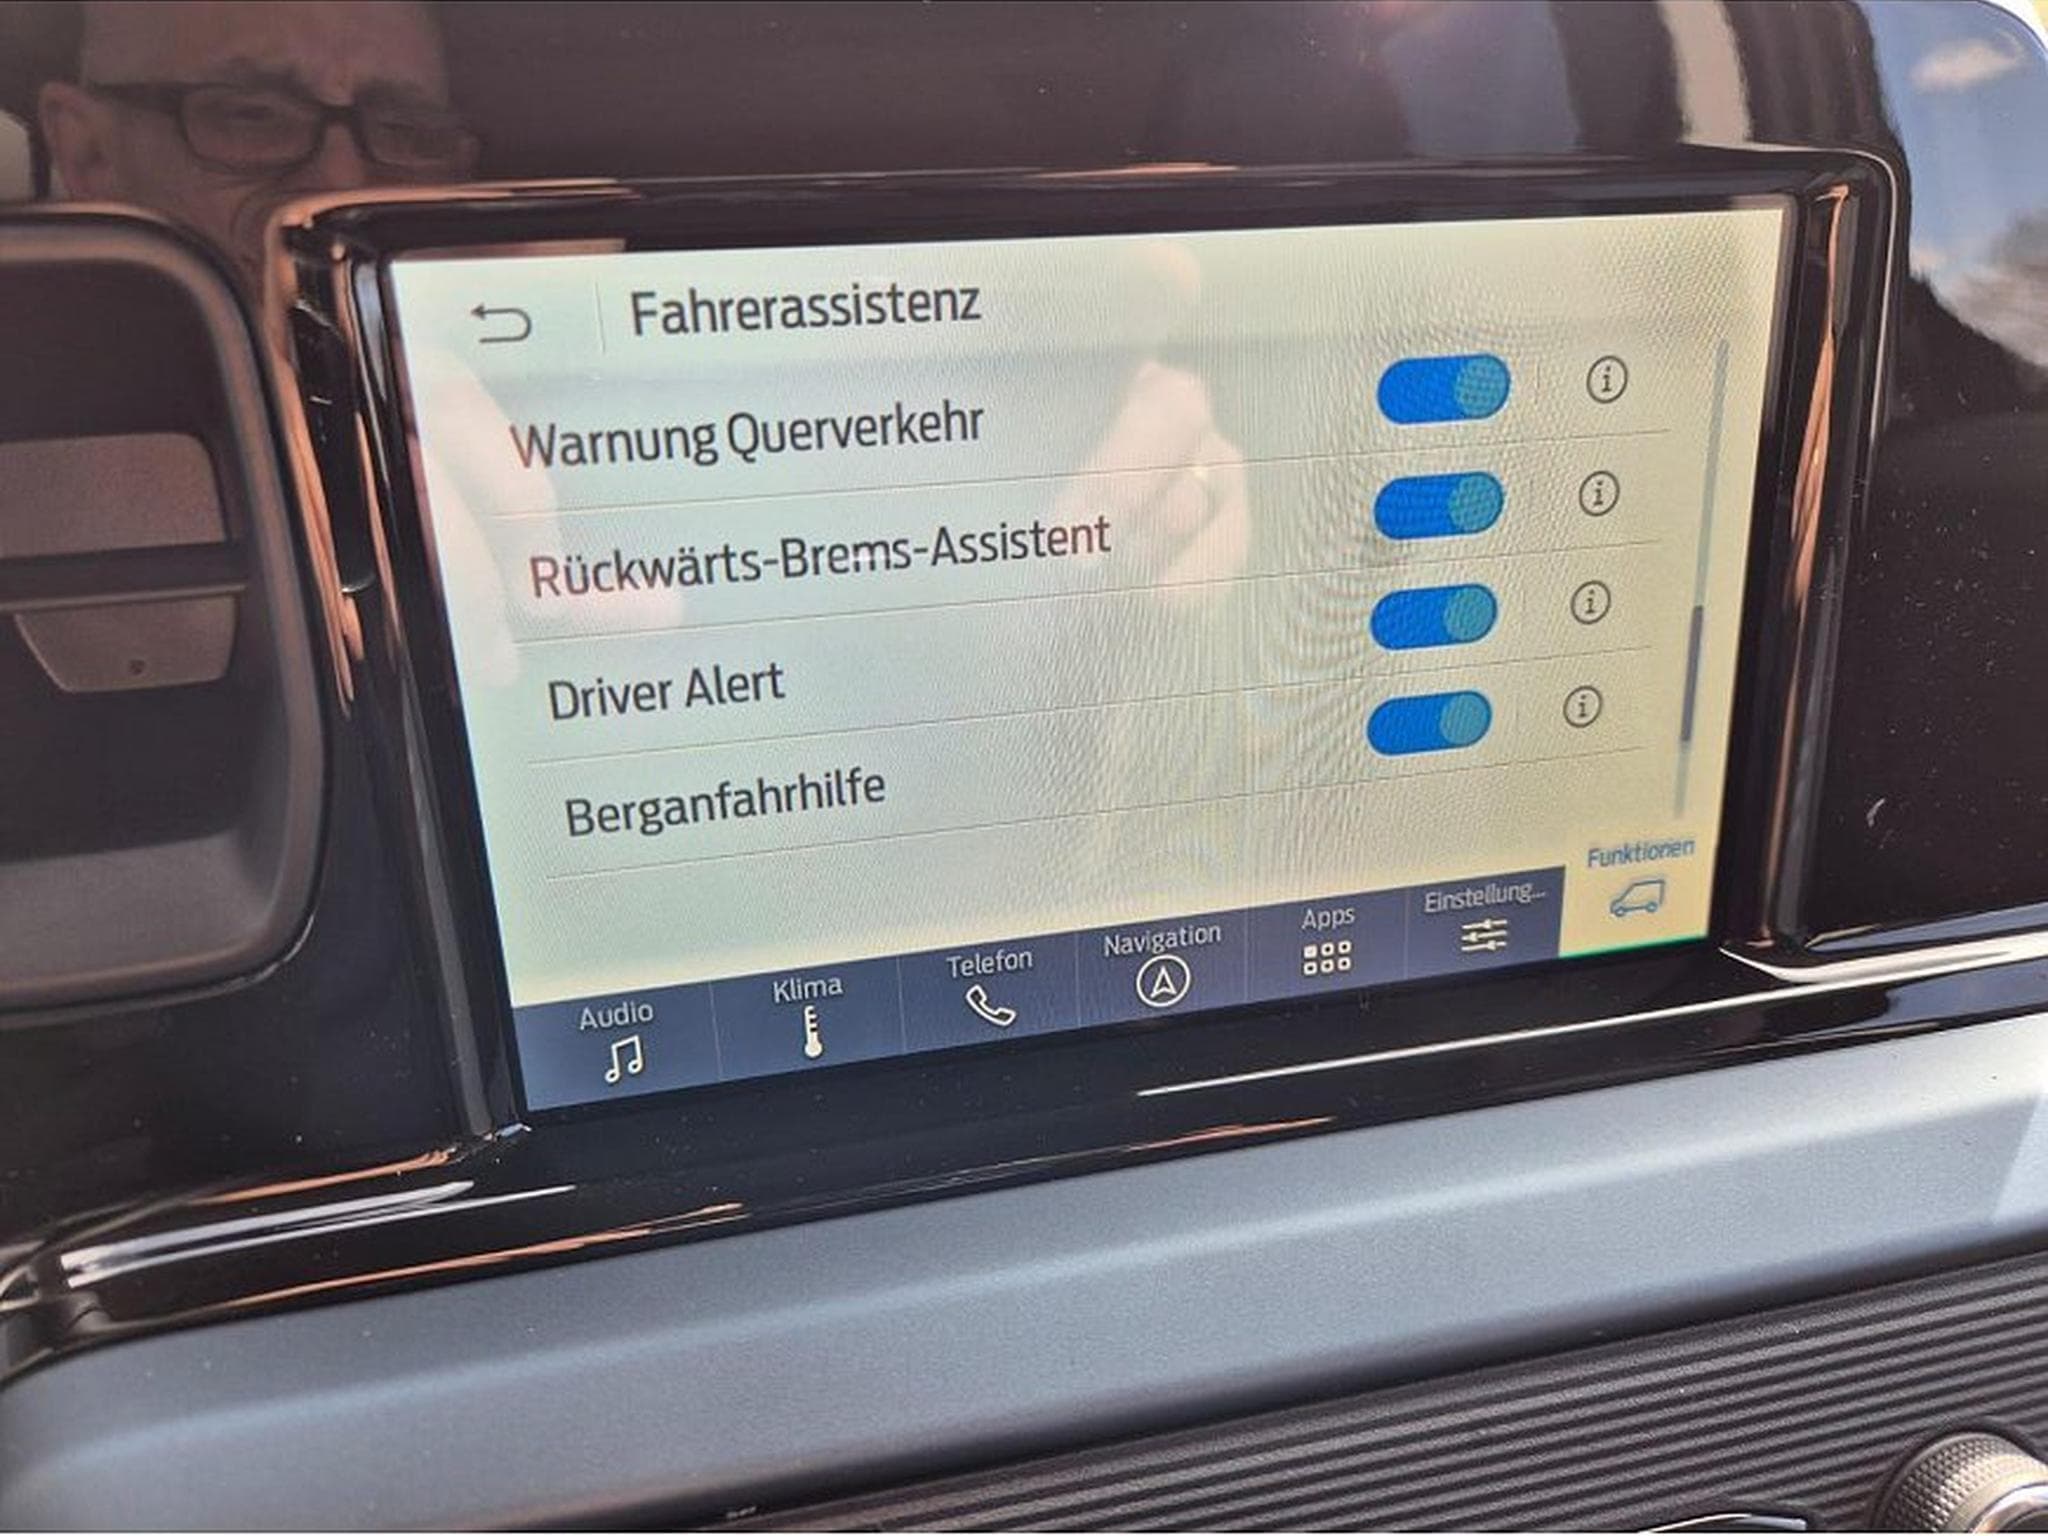 Fahrerassistenz
Warnung Querverkehr
Rückwärts-Brems-Assistent
Driver Alert
Berganfahrhilfe
Audio
Klima
Telefon
Navigation
Apps
Einstellung...
Funktionen